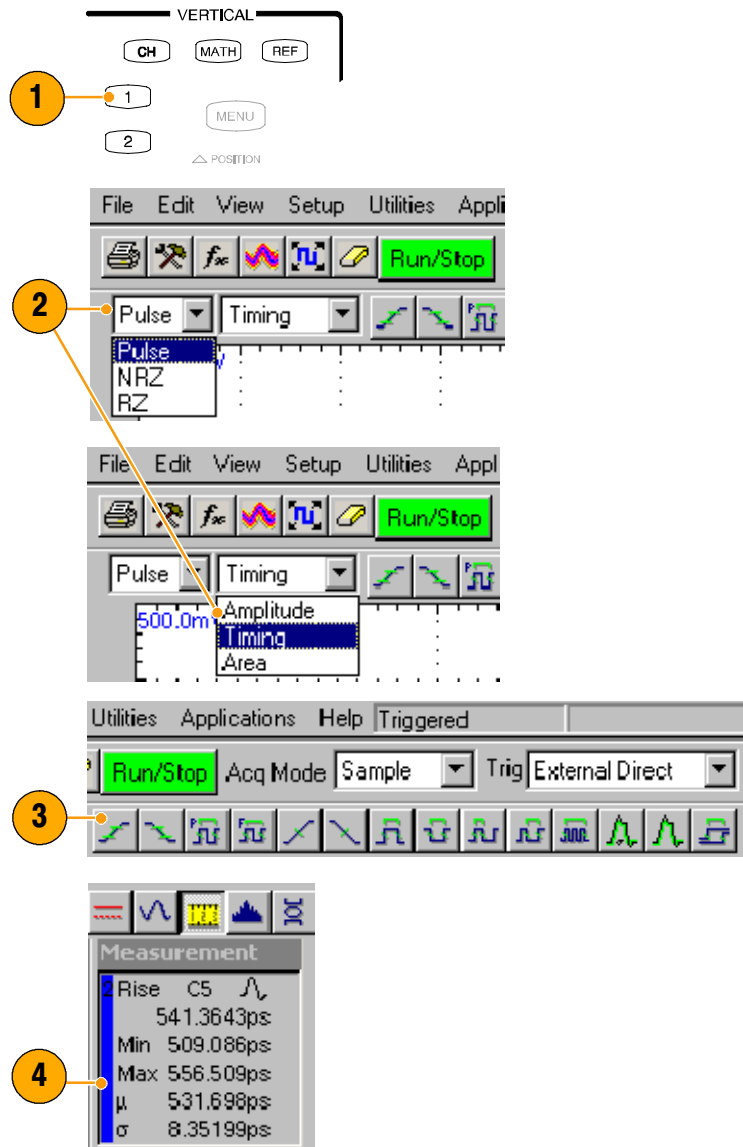 VERTICAL
CH MATH REF
1 1
MENU
2
△ POSITION
File Edit View Setup Utilities Appli
Run/Stop
2 Pulse Timing
Pulse
NRZ
RZ
File Edit View Setup Utilities Appl
Run/Stop
Pulse Timing
500.0m Amplitude
Timing
Area
Utilities Applications Help Triggered
Run/Stop Acq Mode Sample Trig External Direct
3
Measurement
2 Rise C5
541.3643ps
Min 509.086ps
4 Max 556.509ps
µ 531.698ps
σ 8.35199ps